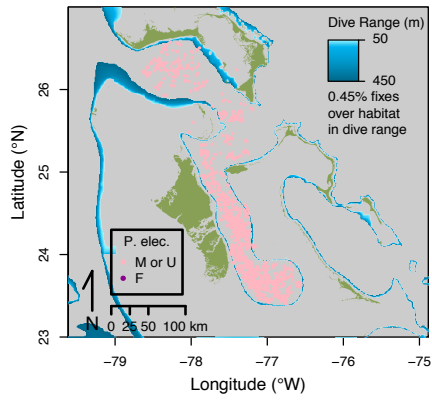 Dive Range (m)
50
450
0.45% fixes
over habitat
in dive range
Latitude (°N)
26
25
24
23
P. elec.
M or U
F
N
0 25 50 100 km
−79 −78 −77 −76 −75
Longitude (°W)